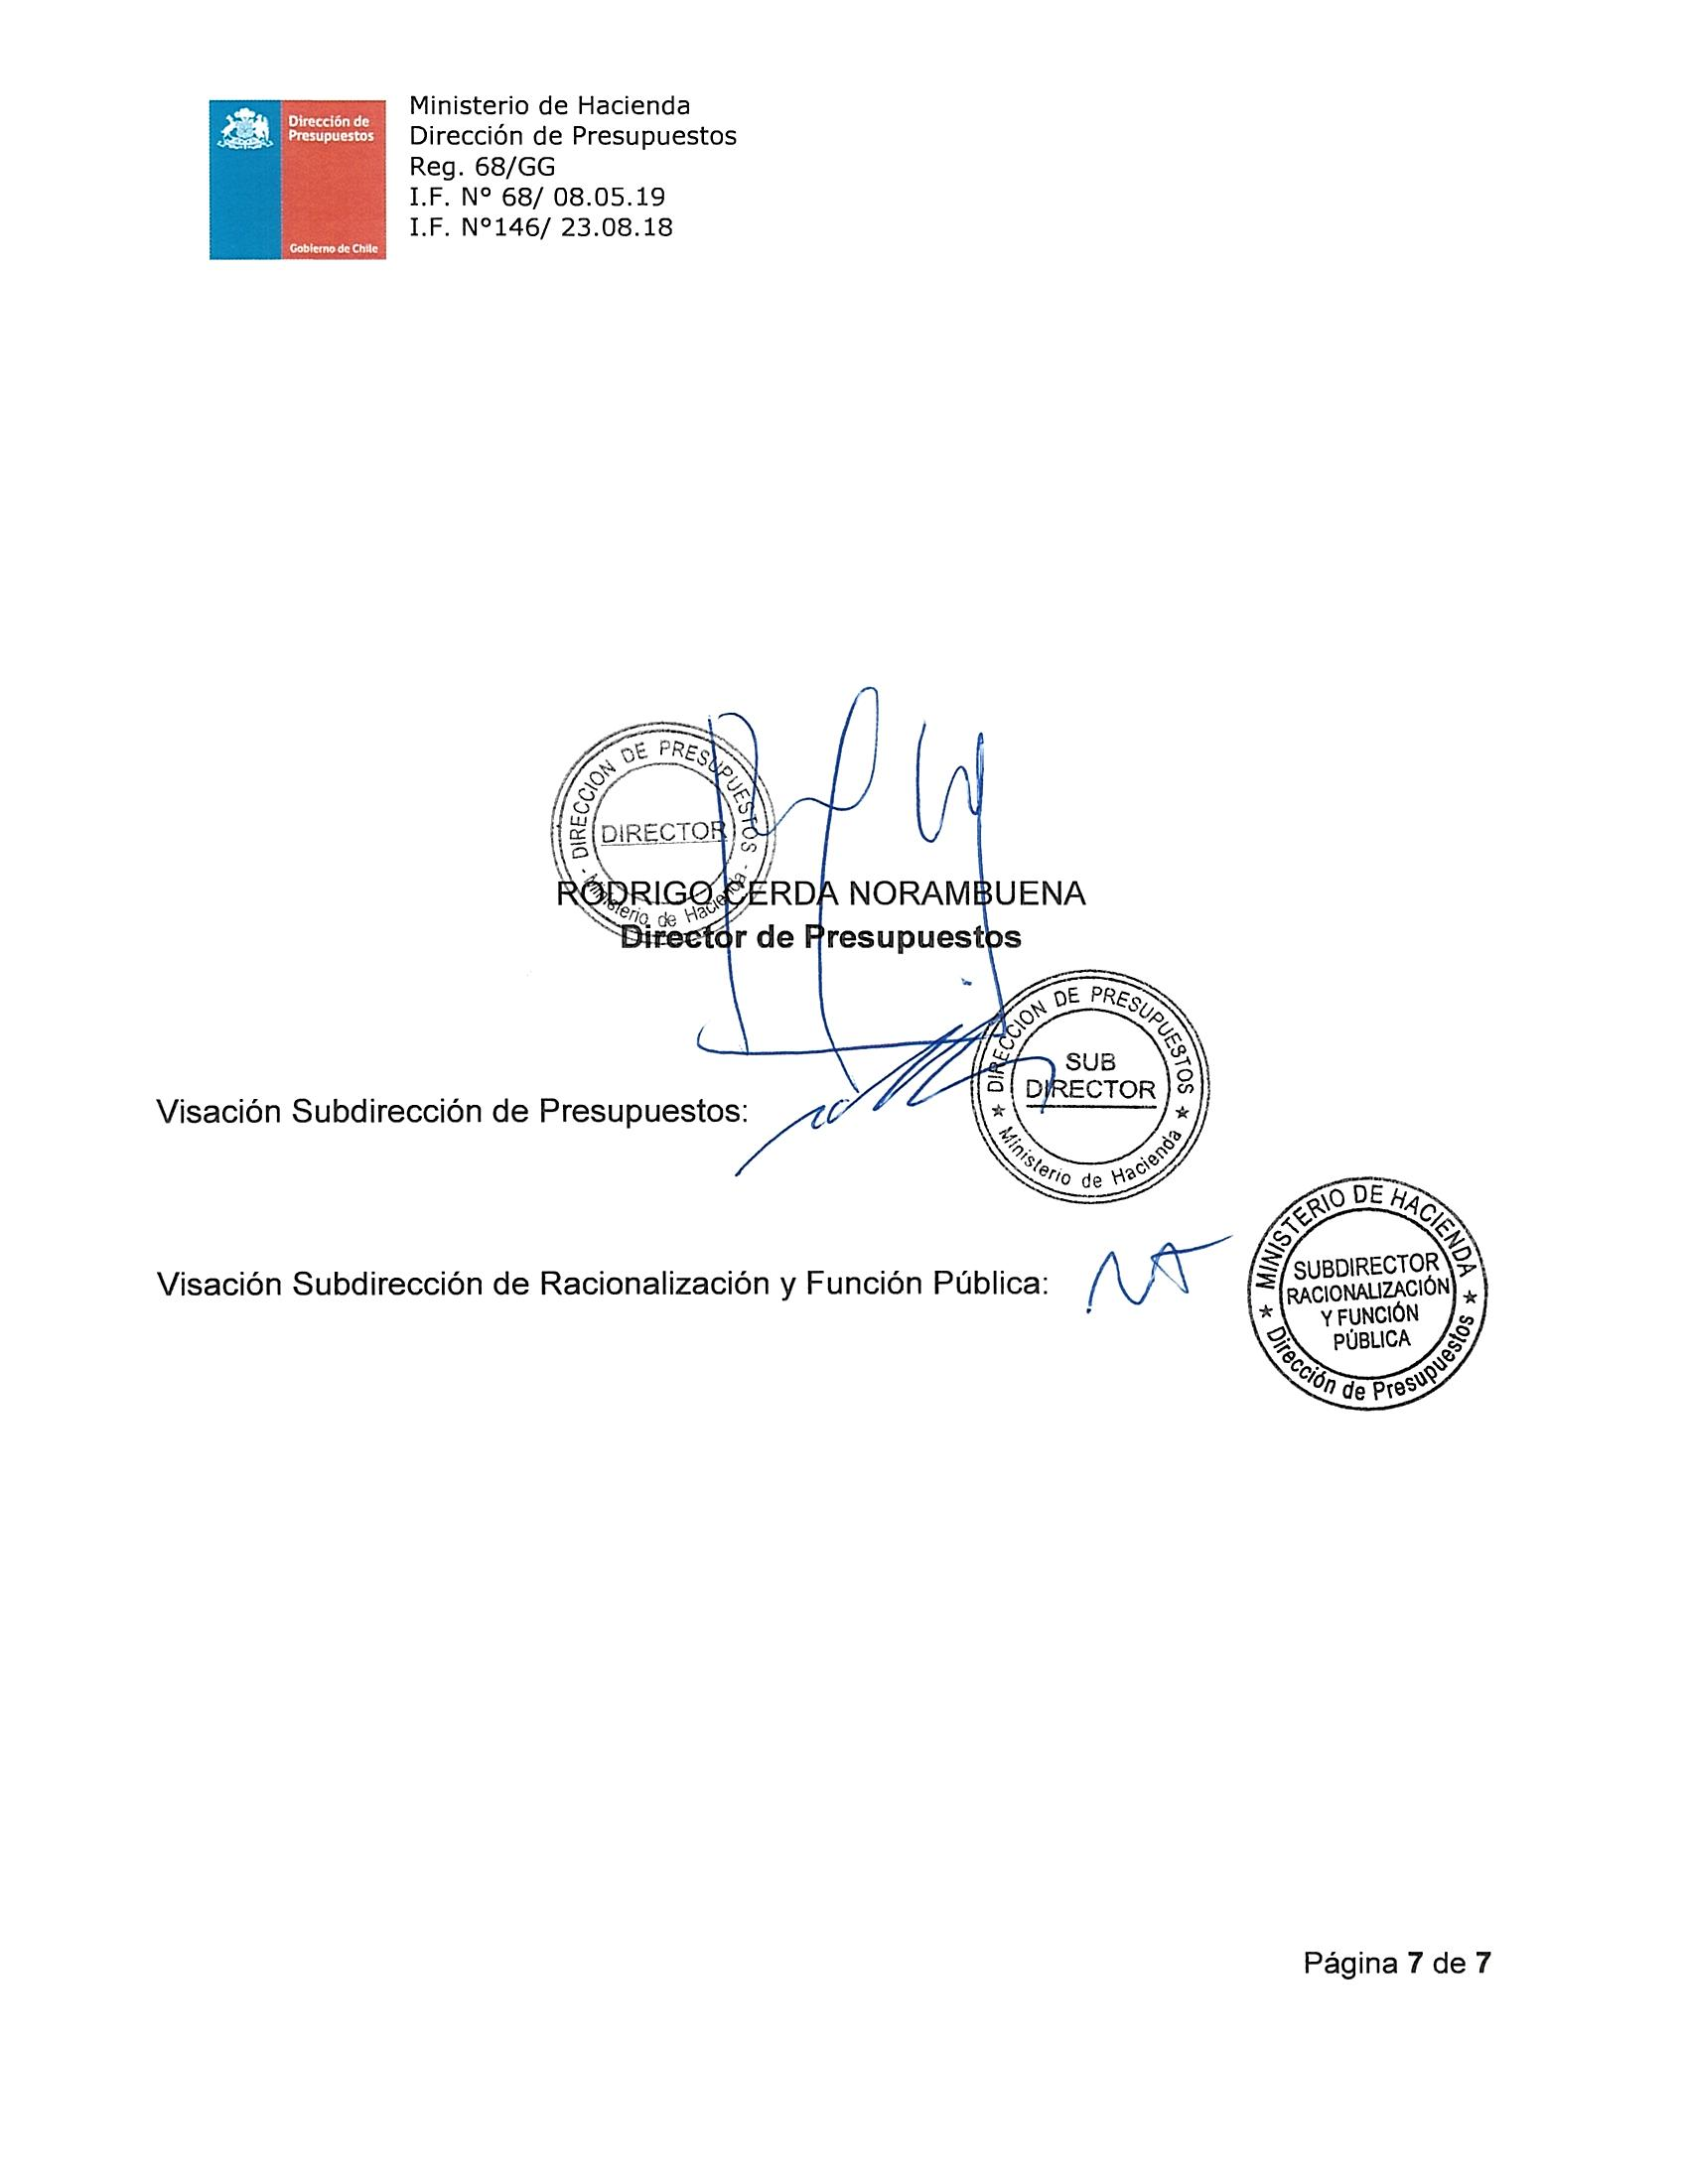 Dirección de
Presupuestos
Gobierno de Chile
Ministerio de Hacienda
Dirección de Presupuestos
Reg. 68/GG
I.F. N° 68/ 08.05.19
I.F. N°146/ 23.08.18
DIRECCION DE PRESUPUESTOS
DIRECTOR
Ministerio de Hacienda
RODRIGO CERDA NORAMBUENA
Director de Presupuestos
DIRECCION DE PRESUPUESTOS
SUB
DIRECTOR
Ministerio de Hacienda
Visación Subdirección de Presupuestos:
MINISTERIO DE HACIENDA
SUBDIRECTOR
RACIONALIZACIÓN
Y FUNCIÓN
PÚBLICA
Dirección de Presupuestos
Visación Subdirección de Racionalización y Función Pública:
Página 7 de 7